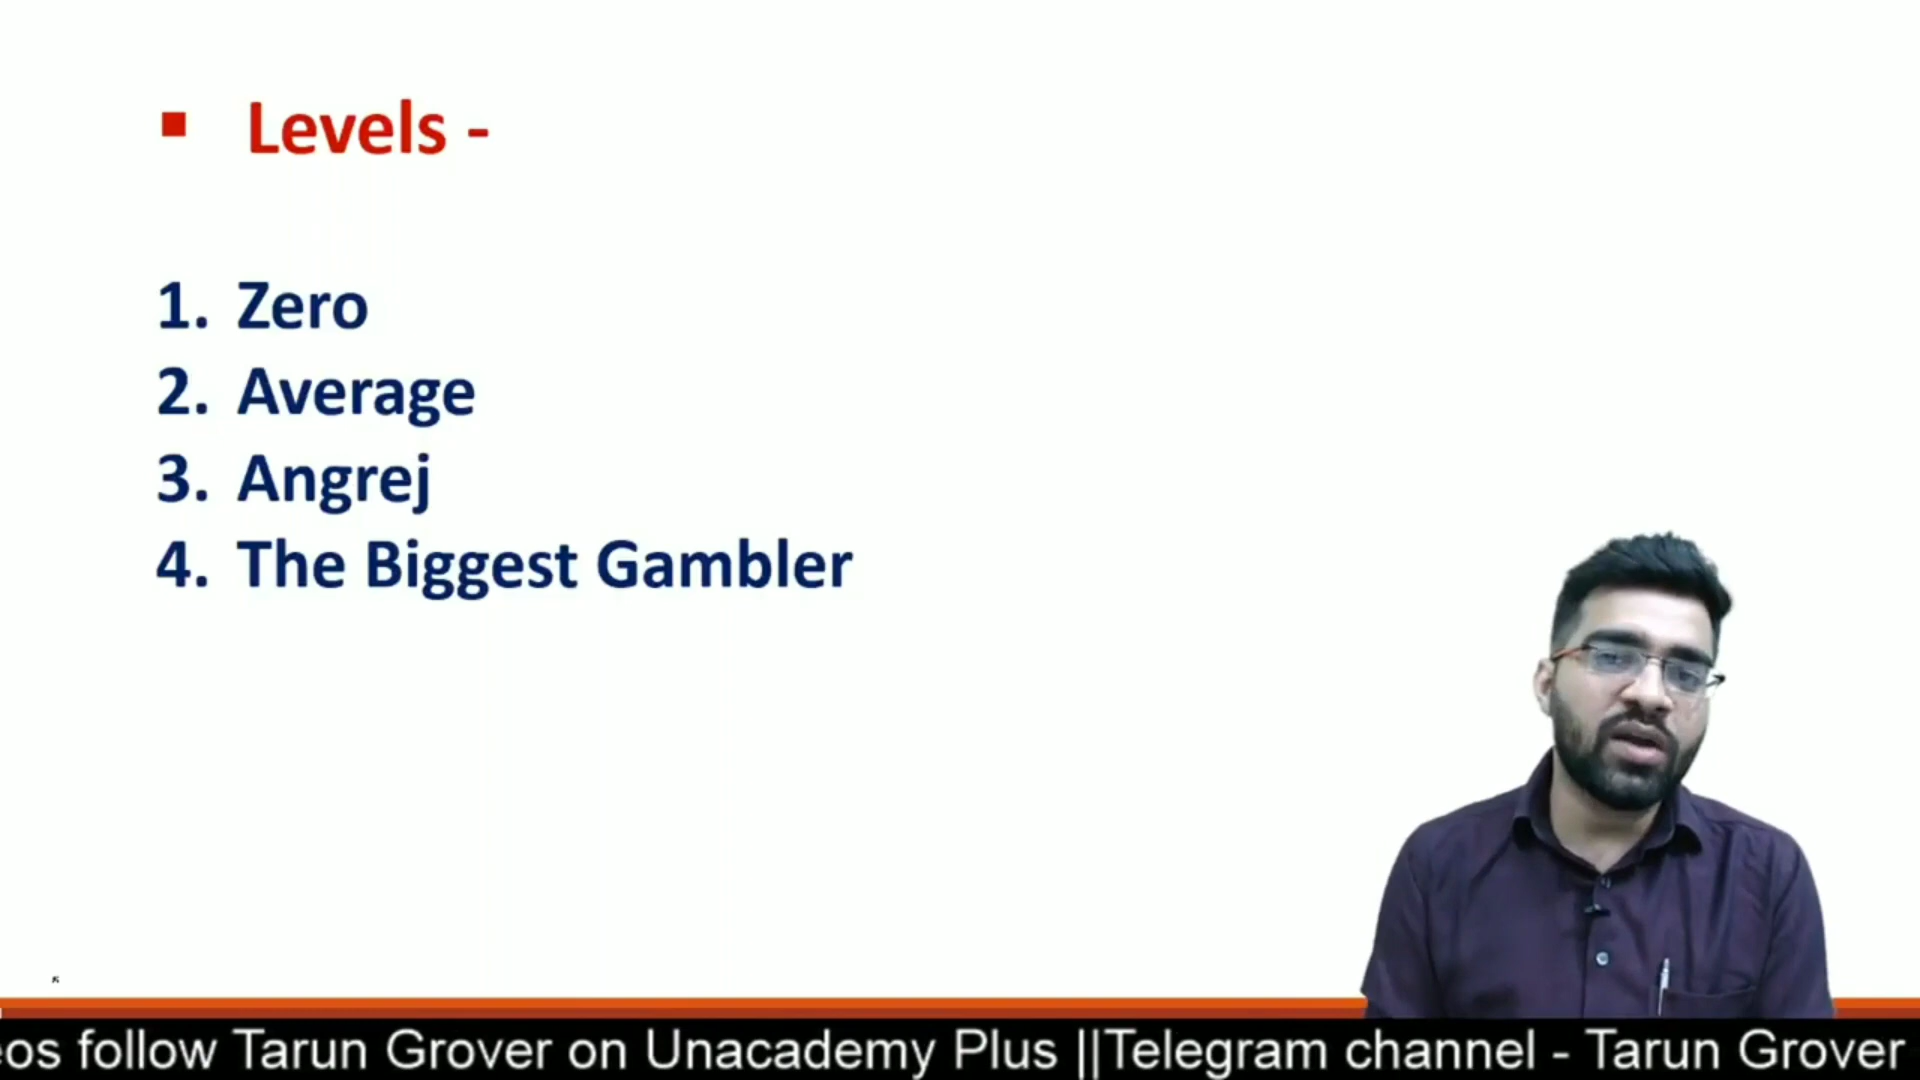 ▪ Levels -
1. Zero
2. Average
3. Angrej
4. The Biggest Gambler
eos follow Tarun Grover on Unacademy Plus ||Telegram channel - Tarun Grover